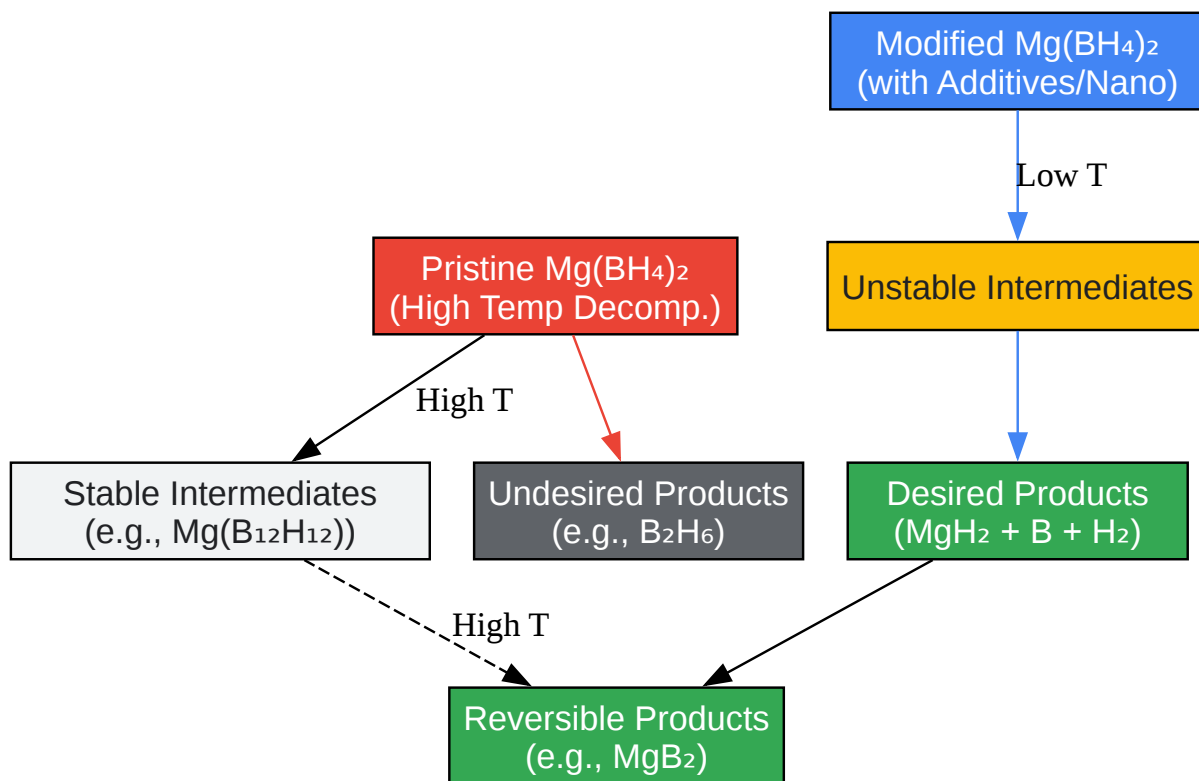 Modified Mg(BH₄)₂
(with Additives/Nano)
Low T
Pristine Mg(BH₄)₂
(High Temp Decomp.)
Unstable Intermediates
High T
Stable Intermediates
(e.g., Mg(B₁₂H₁₂))
Undesired Products
(e.g., B₂H₆)
Desired Products
(MgH₂ + B + H₂)
High T
Reversible Products
(e.g., MgB₂)